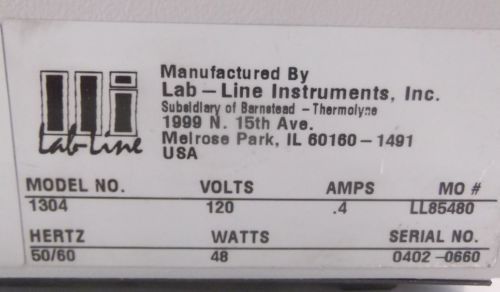 Lab-Line
Manufactured By
Lab-Line Instruments, Inc.
Subsidiary of Barnstead-Thermolyne
1999 N. 15th Ave.
Melrose Park, IL 60160-1491
USA
MODEL NO. VOLTS AMPS MO #
1304 120 .4 LL85480
HERTZ WATTS SERIAL NO.
50/60 48 0402-0660